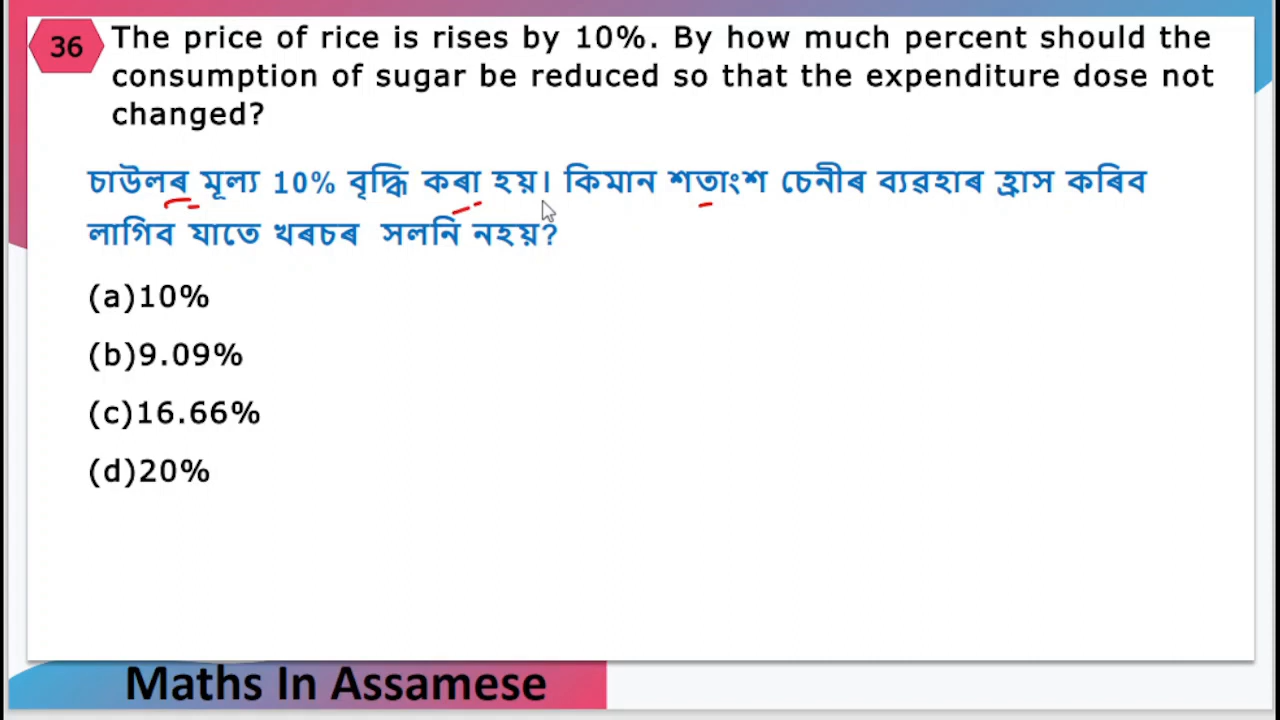 36
The price of rice is rises by 10%. By how much percent should the
consumption of sugar be reduced so that the expenditure dose not
changed?
চাউলৰ মূল্য 10% বৃদ্ধি কৰা হয়। কিমান শতাংশ চেনীৰ ব্যৱহাৰ হ্ৰাস কৰিব
লাগিব যাতে খৰচৰ সলনি নহয়?
(a)10%
(b)9.09%
(c)16.66%
(d)20%
Maths In Assamese